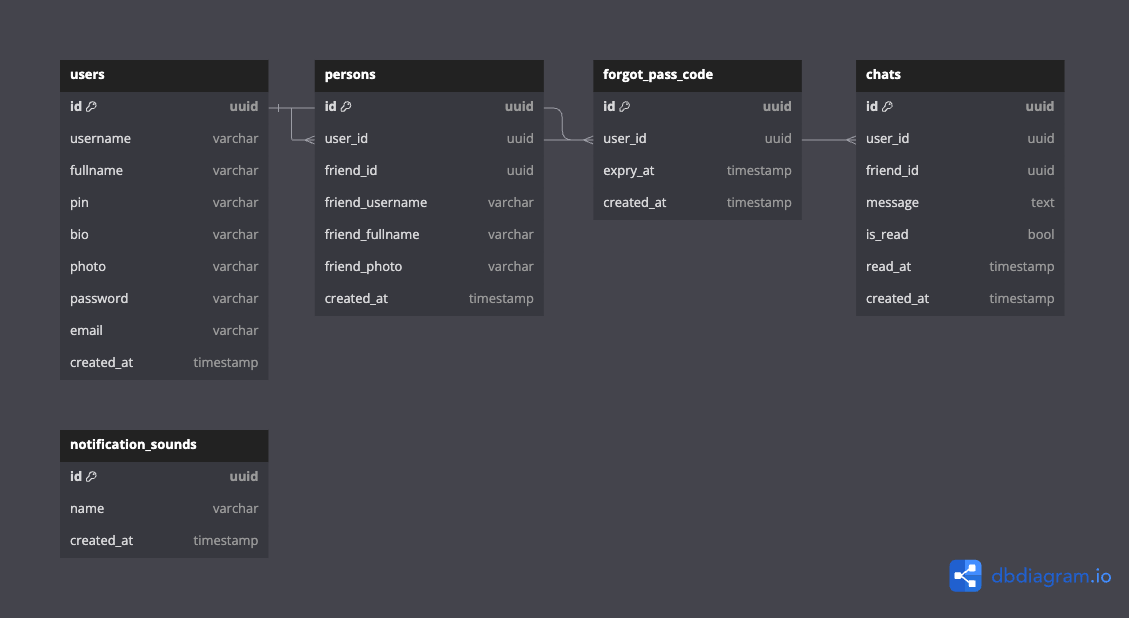 users
id uuid
username varchar
fullname varchar
pin varchar
bio varchar
photo varchar
password varchar
email varchar
created_at timestamp
persons
id uuid
user_id uuid
friend_id uuid
friend_username varchar
friend_fullname varchar
friend_photo varchar
created_at timestamp
forgot_pass_code
id uuid
user_id uuid
expry_at timestamp
created_at timestamp
chats
id uuid
user_id uuid
friend_id uuid
message text
is_read bool
read_at timestamp
created_at timestamp
notification_sounds
id uuid
name varchar
created_at timestamp
dbdiagram.io